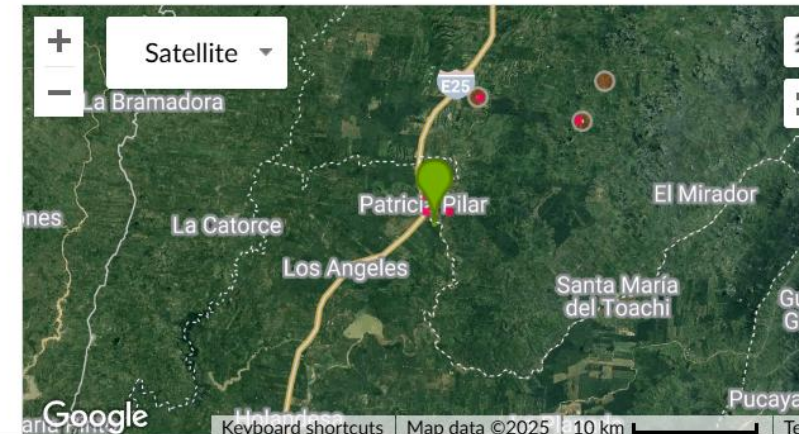 +
Satellite
−
La Bramadora
E25
Patricia Pilar
El Mirador
La Catorce
Los Angeles
Santa María
del Toachi
Google
Keyboard shortcuts
Map data ©2025
10 km